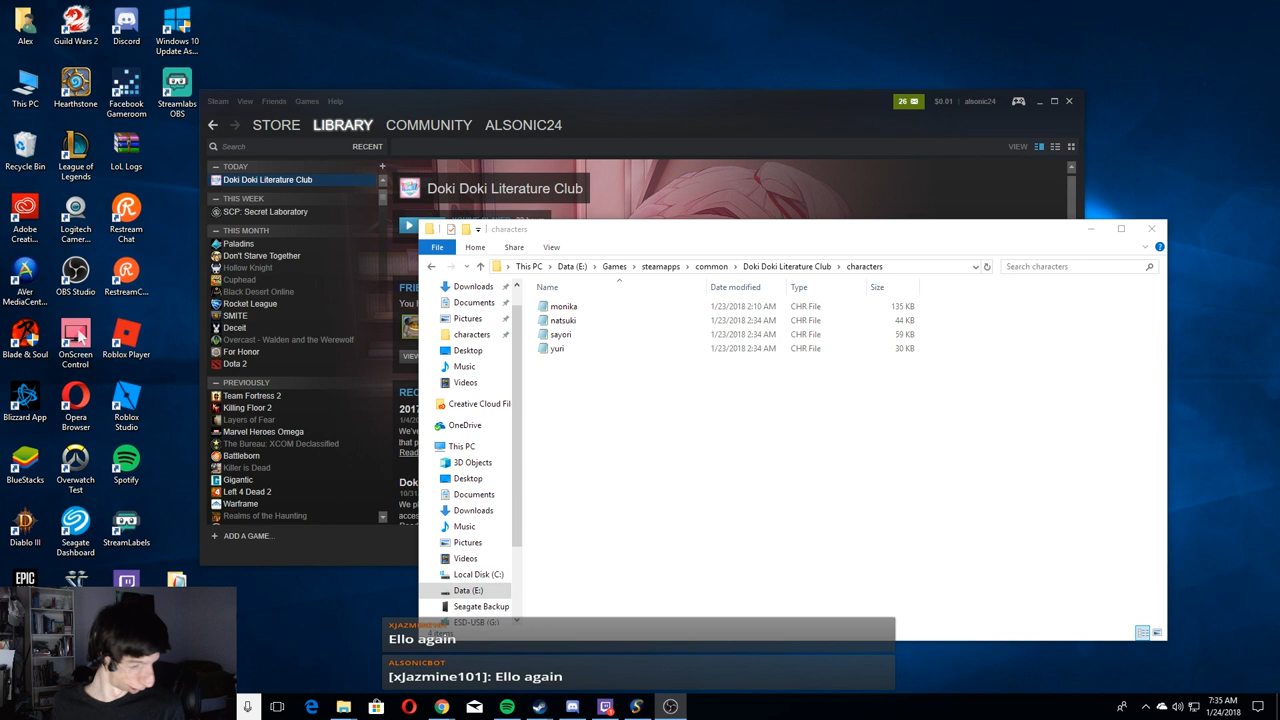 Alex
Guild Wars 2
Discord
Windows 10
Update As...
This PC
Hearthstone
Facebook
Gameroom
Streamlabs
OBS
Recycle Bin
League of
Legends
LoL Logs
Adobe
Creati...
Logitech
Camer...
Restream
Chat
AVer
MediaCent...
OBS Studio
RestreamC...
Blade & Soul
OnScreen
Control
Roblox Player
Blizzard App
Opera
Browser
Roblox
Studio
BlueStacks
Overwatch
Test
Spotify
Diablo III
Seagate
Dashboard
StreamLabels
EPIC
Steam View Friends Games Help
26 $0.01 alsonic24
STORE LIBRARY COMMUNITY ALSONIC24
Search RECENT VIEW
TODAY
Doki Doki Literature Club
THIS WEEK
SCP: Secret Laboratory
THIS MONTH
Paladins
Don't Starve Together
Hollow Knight
Cuphead
Black Desert Online
Rocket League
SMITE
Deceit
Overcast - Walden and the Werewolf
For Honor
Dota 2
PREVIOUSLY
Team Fortress 2
Killing Floor 2
Layers of Fear
Marvel Heroes Omega
The Bureau: XCOM Declassified
Battleborn
Killer is Dead
Gigantic
Left 4 Dead 2
Warframe
Realms of the Haunting
ADD A GAME...
Doki Doki Literature Club
FRIE
VIEW
REC
2017
1/4/20
We've
that p
Read
Dok
10/31
We pl
acces
Read
characters
File Home Share View
This PC Data (E:) Games steamapps common Doki Doki Literature Club characters
Search characters
Downloads
Documents
Pictures
characters
Desktop
Music
Videos
Creative Cloud Fil
OneDrive
This PC
3D Objects
Desktop
Documents
Downloads
Music
Pictures
Videos
Local Disk (C:)
Data (E:)
Seagate Backup
ESD-USB (G:)
4 items
Name Date modified Type Size
monika 1/23/2018 2:10 AM CHR File 135 KB
natsuki 1/23/2018 2:34 AM CHR File 44 KB
sayori 1/23/2018 2:34 AM CHR File 59 KB
yuri 1/23/2018 2:34 AM CHR File 30 KB
XJAZMINE101
Ello again
ALSONICBOT
[xJazmine101]: Ello again
7:35 AM
1/24/2018